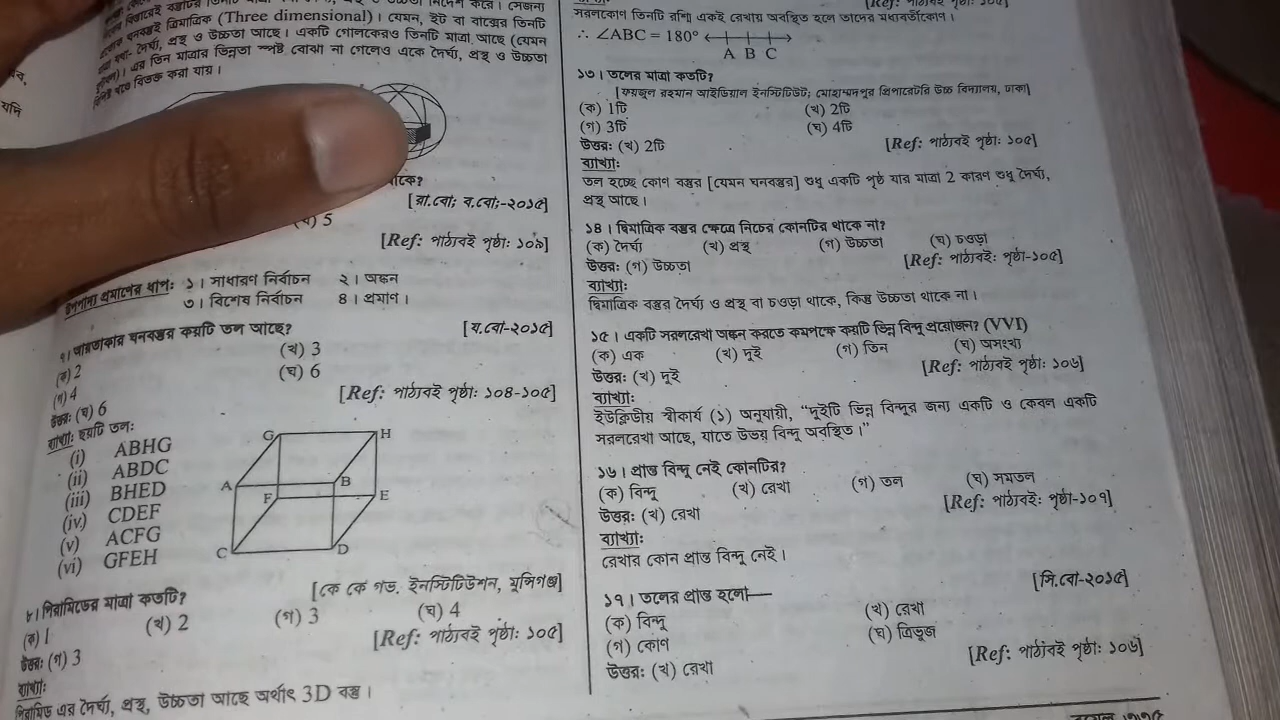 ত্রিমাত্রিক (Three dimensional)। যেমন, ইট বা বাক্সের তিনটি
দৈর্ঘ্য, প্রস্থ ও উচ্চতা আছে। একটি গোলকেরও তিনটি মাত্রা আছে (যেমন
এর তিন মাত্রার ভিন্নতা স্পষ্ট বোঝা না গেলেও একে দৈর্ঘ্য, প্রস্থ ও উচ্চতা
বিভক্ত করা যায়।
থাকে?
[রা.বো; ব.বো;-২০১৫]
(ঘ) 5
[Ref: পাঠ্যবই পৃষ্ঠা: ১০৯]
উপপাদ্য প্রমাণের ধাপ: ১। সাধারণ নির্বাচন ২। অঙ্কন
৩। বিশেষ নির্বাচন ৪। প্রমাণ।
৭। আয়তাকার ঘনবস্তুর কয়টি তল আছে? [য.বো-২০১৫]
(ক) 2 (খ) 3
(গ) 4 (ঘ) 6
উত্তর: (ঘ) 6 [Ref: পাঠ্যবই পৃষ্ঠা: ১০৪-১০৫]
ব্যাখ্যা: ছয়টি তল:
(i) ABHG
(ii) ABDC
(iii) BHED
(iv) CDEF
(v) ACFG
(vi) GFEH
G H
A B
F E
C D
৮। পিরামিডের মাত্রা কতটি? [কে কে গভ. ইনস্টিটিউশন, মুন্সিগঞ্জ]
(ক) 1 (খ) 2 (গ) 3 (ঘ) 4
উত্তর: (গ) 3 [Ref: পাঠ্যবই পৃষ্ঠা: ১০৫]
ব্যাখ্যা:
পিরামিড এর দৈর্ঘ্য, প্রস্থ, উচ্চতা আছে অর্থাৎ 3D বস্তু।
[Ref: পাঠ্যবই পৃষ্ঠা: ১০৫]
সরলকোণ তিনটি রশ্মি একই রেখায় অবস্থিত হলে তাদের মধ্যবর্তীকোণ।
∴ ∠ABC = 180°
A B C
১৩। তলের মাত্রা কতটি?
[ফয়জুল রহমান আইডিয়াল ইনস্টিটিউট; মোহাম্মদপুর প্রিপারেটরি উচ্চ বিদ্যালয়, ঢাকা]
(ক) 1টি (খ) 2টি
(গ) 3টি (ঘ) 4টি
উত্তর: (খ) 2টি [Ref: পাঠ্যবই পৃষ্ঠা: ১০৫]
ব্যাখ্যা:
তল হচ্ছে কোণ বস্তুর [যেমন ঘনবস্তুর] শুধু একটি পৃষ্ঠ যার মাত্রা 2 কারণ শুধু দৈর্ঘ্য,
প্রস্থ আছে।
১৪। দ্বিমাত্রিক বস্তুর ক্ষেত্রে নিচের কোনটির থাকে না?
(ক) দৈর্ঘ্য (খ) প্রস্থ (গ) উচ্চতা (ঘ) চওড়া
উত্তর: (গ) উচ্চতা [Ref: পাঠ্যবই: পৃষ্ঠা-১০৫]
ব্যাখ্যা:
দ্বিমাত্রিক বস্তুর দৈর্ঘ্য ও প্রস্থ বা চওড়া থাকে, কিন্তু উচ্চতা থাকে না।
১৫। একটি সরলরেখা অঙ্কন করতে কমপক্ষে কয়টি ভিন্ন বিন্দু প্রয়োজন? (VVI)
(ক) এক (খ) দুই (গ) তিন (ঘ) অসংখ্য
উত্তর: (খ) দুই [Ref: পাঠ্যবই পৃষ্ঠা: ১০৬]
ব্যাখ্যা:
ইউক্লিডীয় স্বীকার্য (১) অনুযায়ী, “দুইটি ভিন্ন বিন্দুর জন্য একটি ও কেবল একটি
সরলরেখা আছে, যাতে উভয় বিন্দু অবস্থিত।”
১৬। প্রান্ত বিন্দু নেই কোনটির?
(ক) বিন্দু (খ) রেখা (গ) তল (ঘ) সমতল
উত্তর: (খ) রেখা [Ref: পাঠ্যবই: পৃষ্ঠা-১০৭]
ব্যাখ্যা:
রেখার কোন প্রান্ত বিন্দু নেই।
১৭। তলের প্রান্ত হলো— [সি.বো-২০১৫]
(ক) বিন্দু (খ) রেখা
(গ) কোণ (ঘ) ত্রিভুজ
উত্তর: (খ) রেখা [Ref: পাঠ্যবই পৃষ্ঠা: ১০৬]